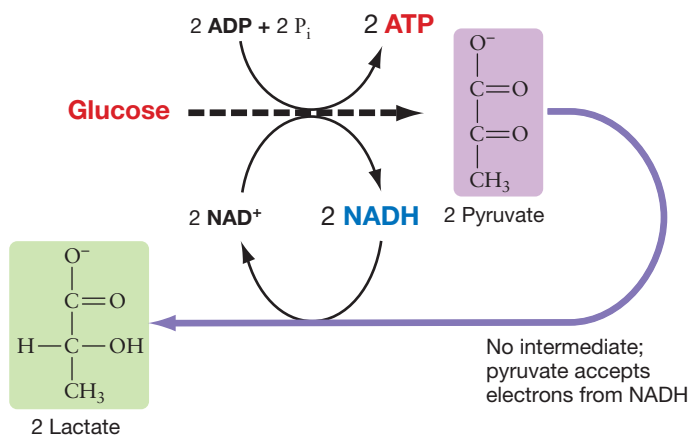 2 ADP + 2 Pi
2 ATP
Glucose
O⁻
C=O
C=O
CH₃
2 NAD⁺
2 NADH
2 Pyruvate
O⁻
C=O
H—C—OH
CH₃
2 Lactate
No intermediate;
pyruvate accepts
electrons from NADH